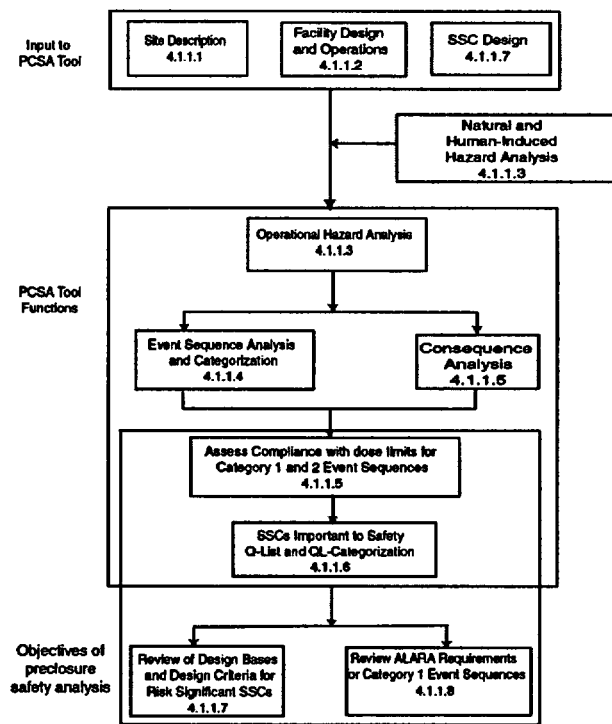 Input to
PCSA Tool
Site Description
4.1.1.1
Facility Design
and Operations
4.1.1.2
SSC Design
4.1.1.7
Natural and
Human-Induced
Hazard Analysis
4.1.1.3
PCSA Tool
Functions
Operational Hazard Analysis
4.1.1.3
Event Sequence Analysis
and Categorization
4.1.1.4
Consequence
Analysis
4.1.1.5
Assess Compliance with dose limits for
Category 1 and 2 Event Sequences
4.1.1.5
SSCs Important to Safety
Q-List and QL-Categorization
4.1.1.6
Objectives of
preclosure
safety analysis
Review of Design Bases
and Design Criteria for
Risk Significant SSCs
4.1.1.7
Review ALARA Requirements
or Category 1 Event Sequences
4.1.1.8